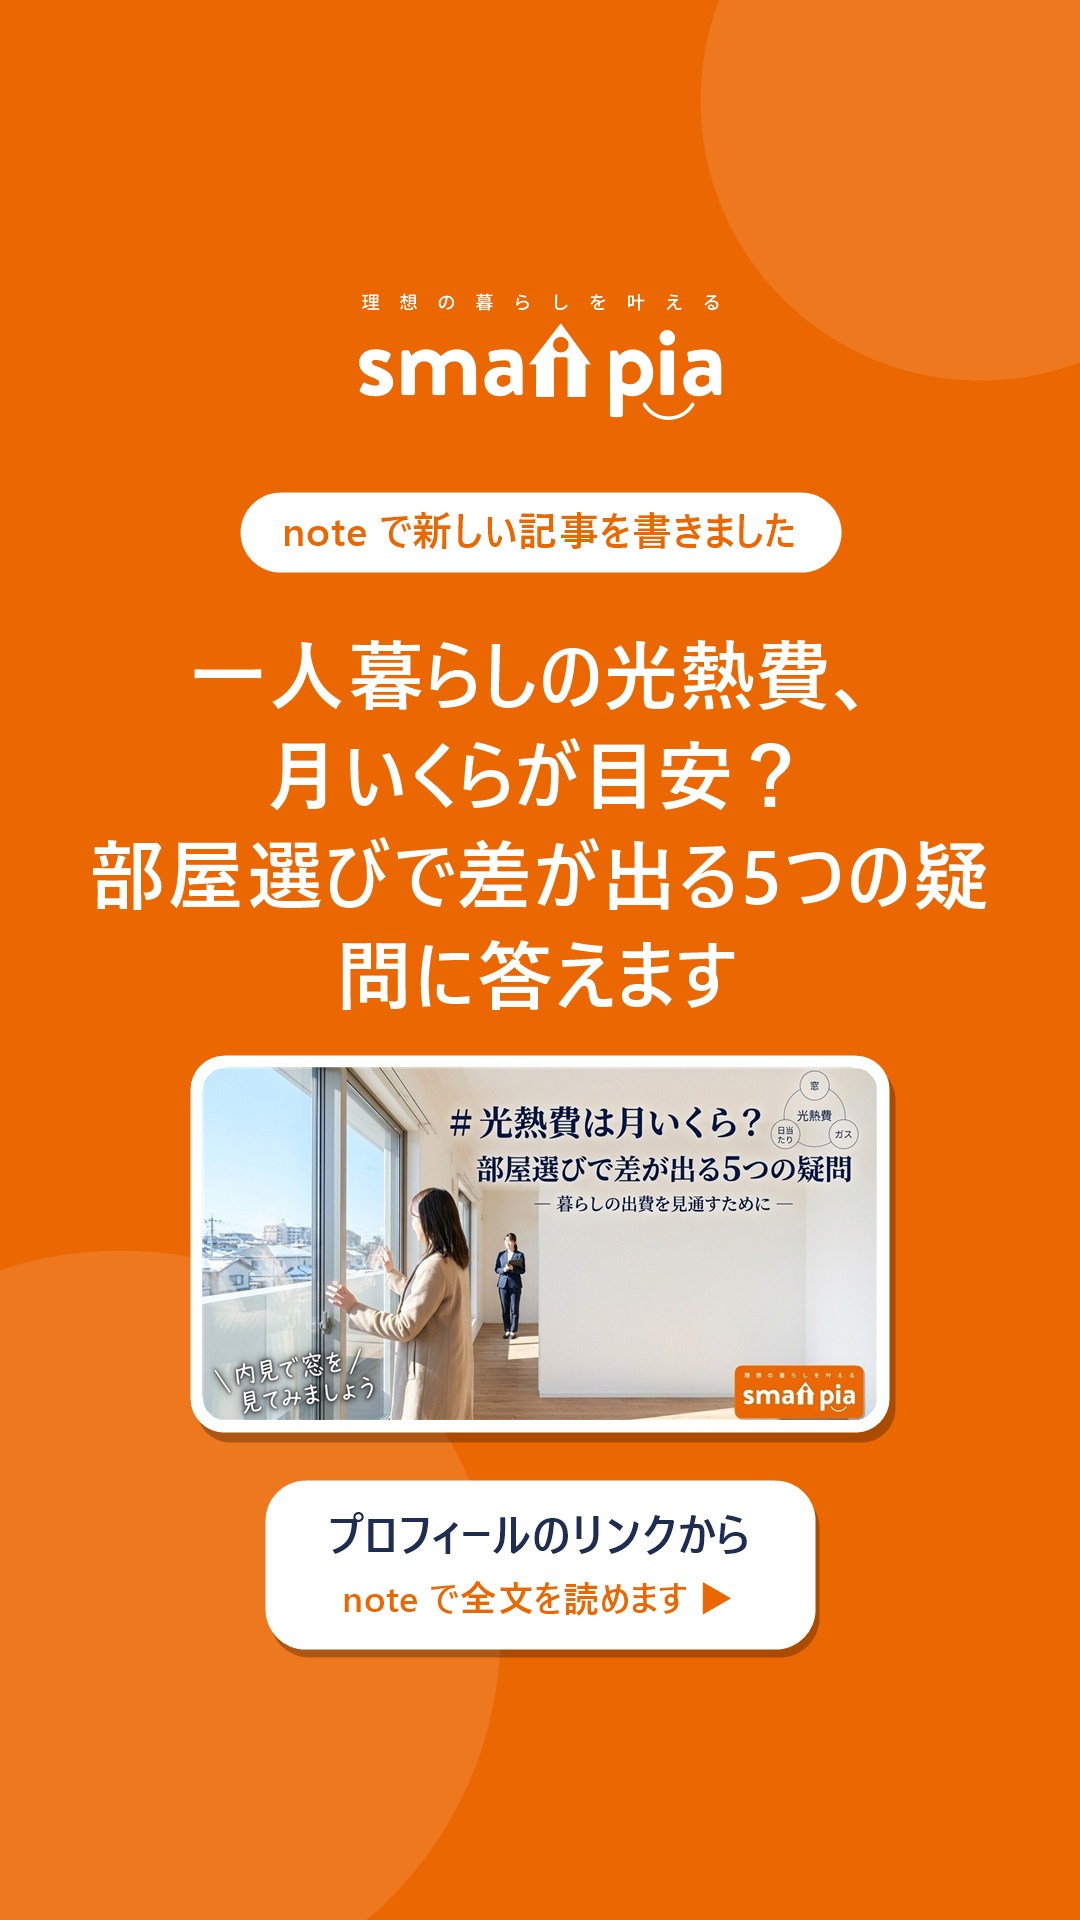 理想の暮らしを叶える
smart pia
note で新しい記事を書きました
一人暮らしの光熱費、
月いくらが目安？
部屋選びで差が出る5つの疑
問に答えます
#光熱費は月いくら？
部屋選びで差が出る5つの疑問
― 暮らしの出費を見通すために ―
窓
光熱費
日当
たり
ガス
\内見で窓を/
見てみましょう
理想の暮らしを叶える
smart pia
プロフィールのリンクから
note で全文を読めます ▶